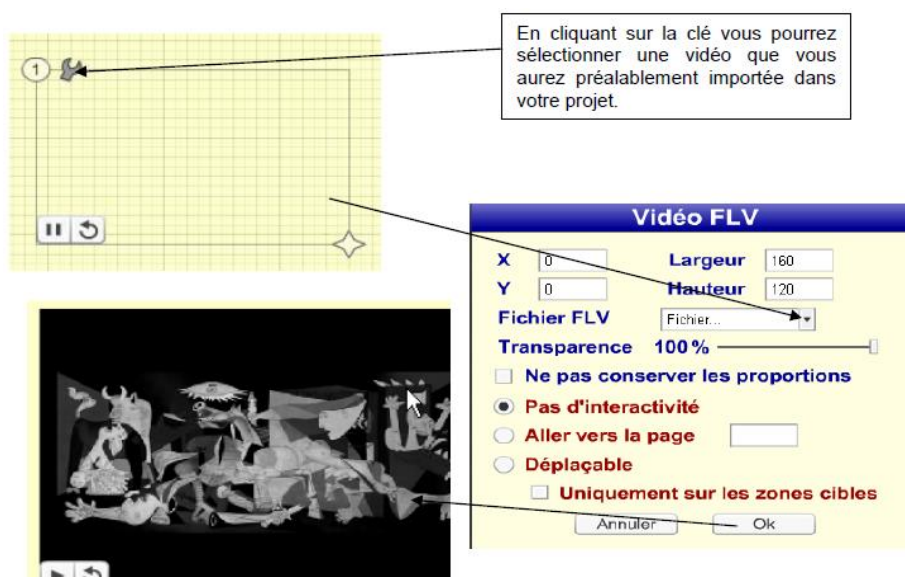 En cliquant sur la clé vous pourrez
sélectionner une vidéo que vous
aurez préalablement importée dans
votre projet.
1
Vidéo FLV
X 0 Largeur 160
Y 0 Hauteur 120
Fichier FLV Fichier...
Transparence 100%
Ne pas conserver les proportions
Pas d'interactivité
Aller vers la page
Déplaçable
Uniquement sur les zones cibles
Annuler Ok